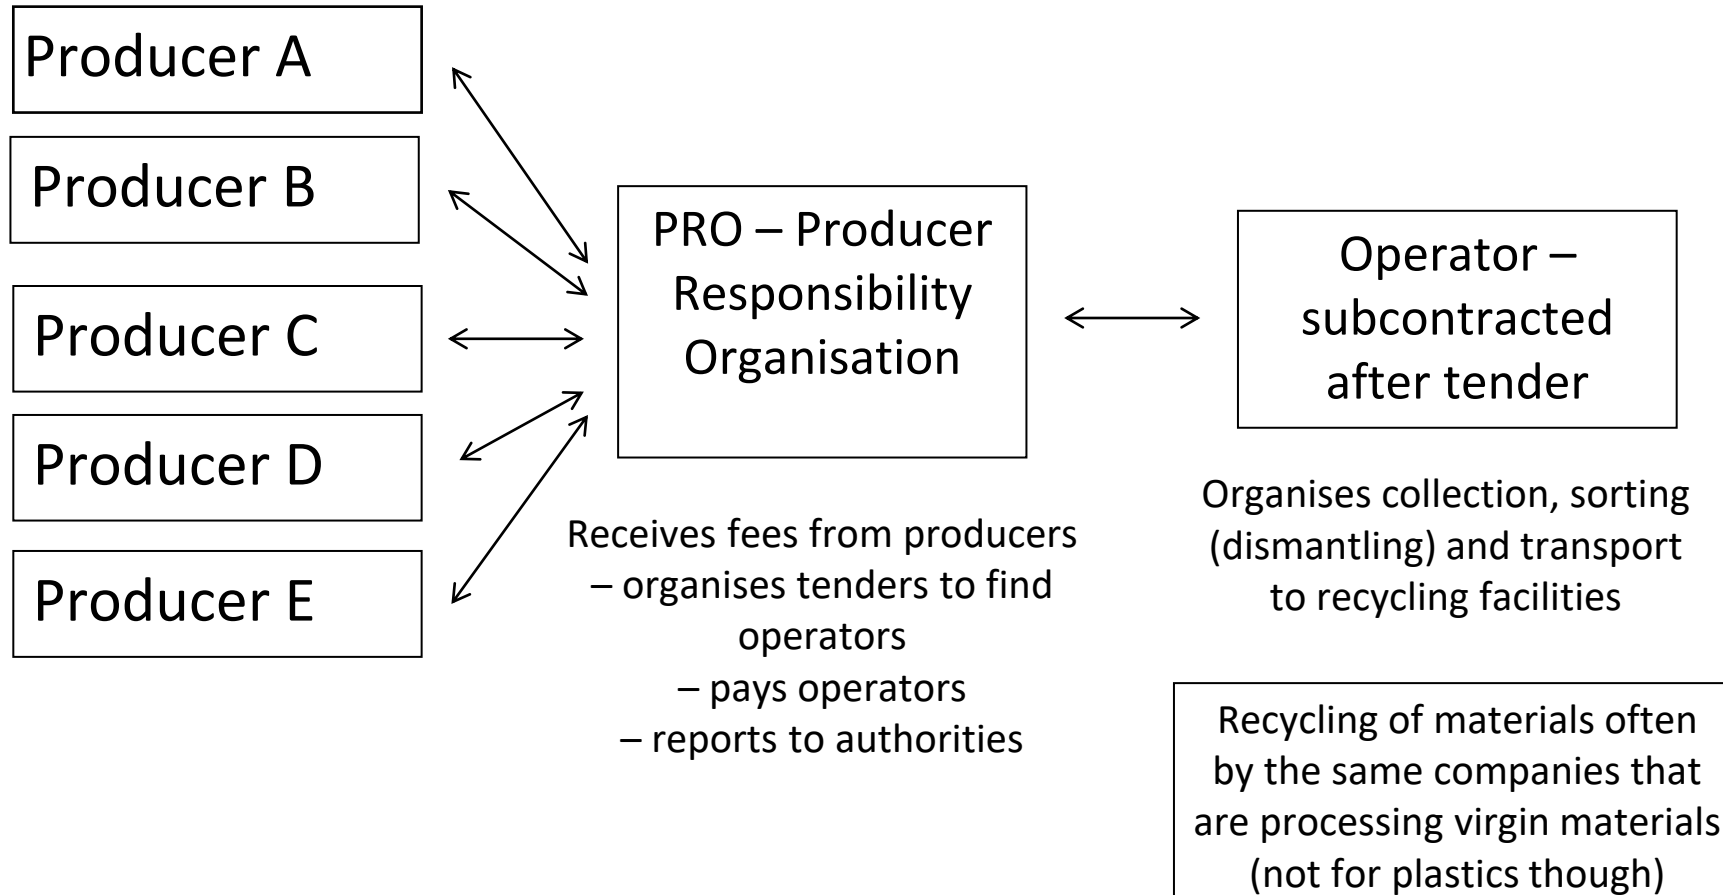 Producer A
Producer B
Producer C
Producer D
Producer E
PRO – Producer
Responsibility
Organisation
Receives fees from producers
– organises tenders to find
operators
– pays operators
– reports to authorities
Operator –
subcontracted
after tender
Organises collection, sorting
(dismantling) and transport
to recycling facilities
Recycling of materials often
by the same companies that
are processing virgin materials
(not for plastics though)